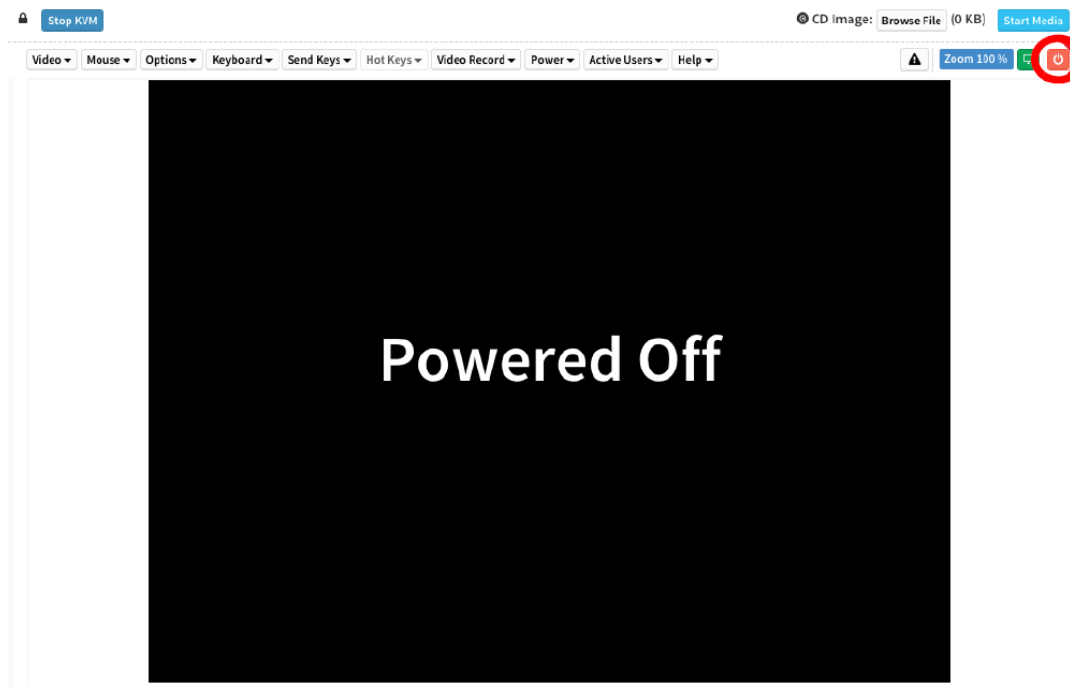 Stop KVM CD Image: Browse File (0 KB) Start Media
Video Mouse Options Keyboard Send Keys Hot Keys Video Record Power Active Users Help Zoom 100 %
Powered Off